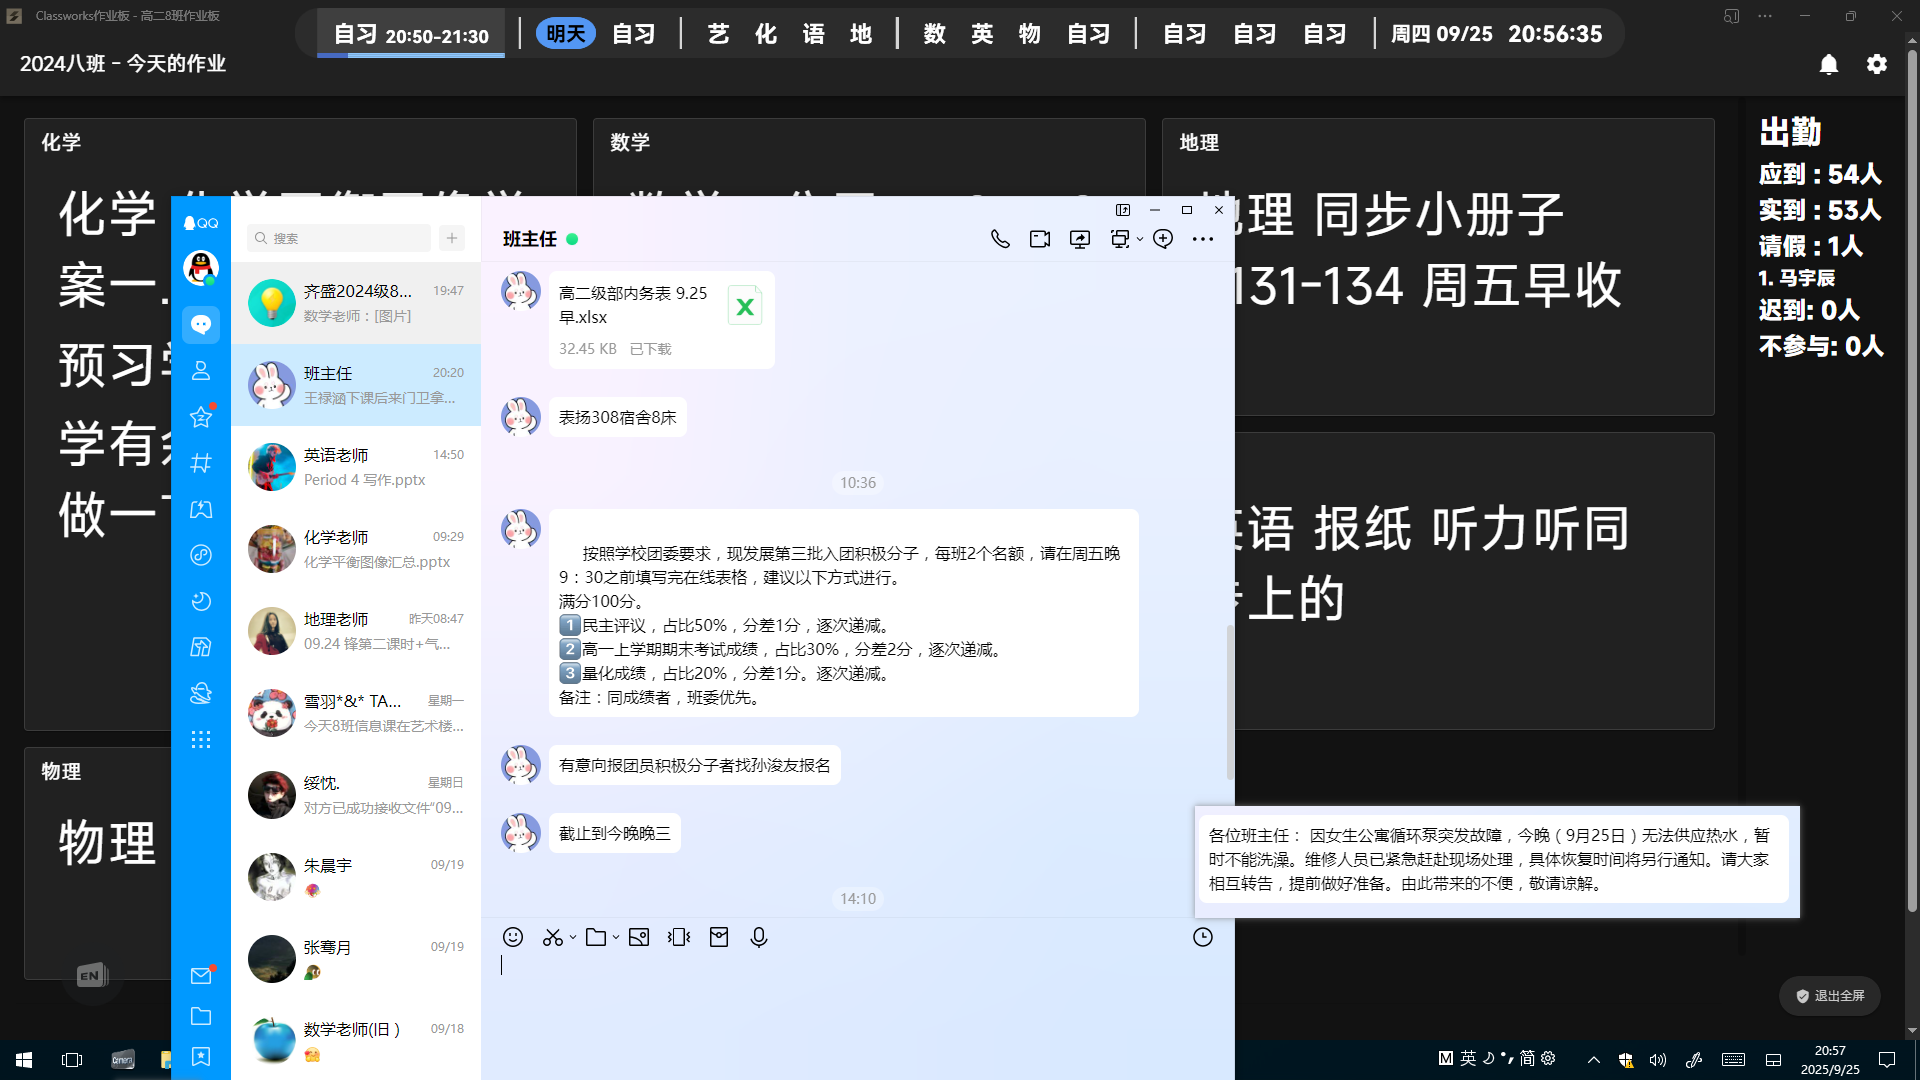 Classworks作业板 - 高二8班作业板
自习 20:50-21:30
明天 自习 艺 化 语 地 数 英 物 自习 自习 自习 自习 周四 09/25 20:56:35
2024八班 - 今天的作业
化学
化学
案一.
预习学
学有余
做一下
物理
物理
EN
数学
地理
地理 同步小册子
131-134 周五早收
英语 报纸 听力听同
步上的
出勤
应到 : 54人
实到 : 53人
请假 : 1人
1. 马宇辰
迟到: 0人
不参与: 0人
QQ
搜索
齐盛2024级8... 19:47
数学老师：[图片]
班主任 20:20
王禄涵下课后来门卫拿...
英语老师 14:50
Period 4 写作.pptx
化学老师 09:29
化学平衡图像汇总.pptx
地理老师 昨天08:47
09.24 锋第二课时+气...
雪羽*&* TA... 星期一
今天8班信息课在艺术楼...
绥忱. 星期日
对方已成功接收文件“09...
朱晨宇 09/19
张骞月 09/19
数学老师(旧) 09/18
班主任
高二级部内务表 9.25
早.xlsx
32.45 KB 已下载
表扬308宿舍8床
10:36
按照学校团委要求，现发展第三批入团积极分子，每班2个名额，请在周五晚
9：30之前填写完在线表格，建议以下方式进行。
满分100分。
1️⃣民主评议，占比50%，分差1分，逐次递减。
2️⃣高一上学期期末考试成绩，占比30%，分差2分，逐次递减。
3️⃣量化成绩，占比20%，分差1分。逐次递减。
备注：同成绩者，班委优先。
有意向报团员积极分子者找孙浚友报名
截止到今晚晚三
14:10
各位班主任： 因女生公寓循环泵突发故障，今晚（9月25日）无法供应热水，暂
时不能洗澡。维修人员已紧急赶赴现场处理，具体恢复时间将另行通知。请大家
相互转告，提前做好准备。由此带来的不便，敬请谅解。
退出全屏
M 英 简
20:57
2025/9/25